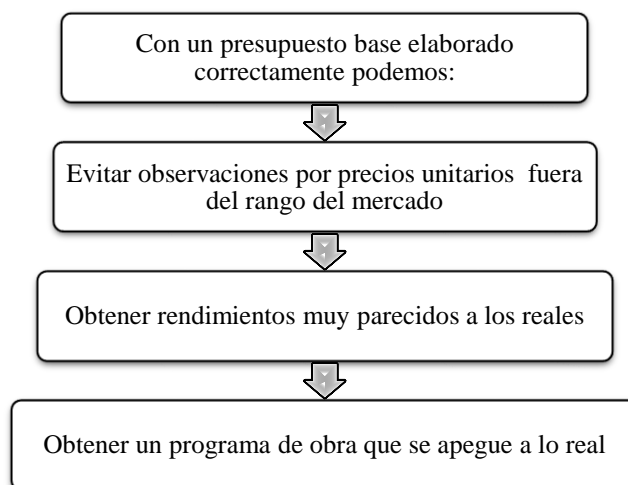 Con un presupuesto base elaborado
correctamente podemos:
Evitar observaciones por precios unitarios fuera
del rango del mercado
Obtener rendimientos muy parecidos a los reales
Obtener un programa de obra que se apegue a lo real